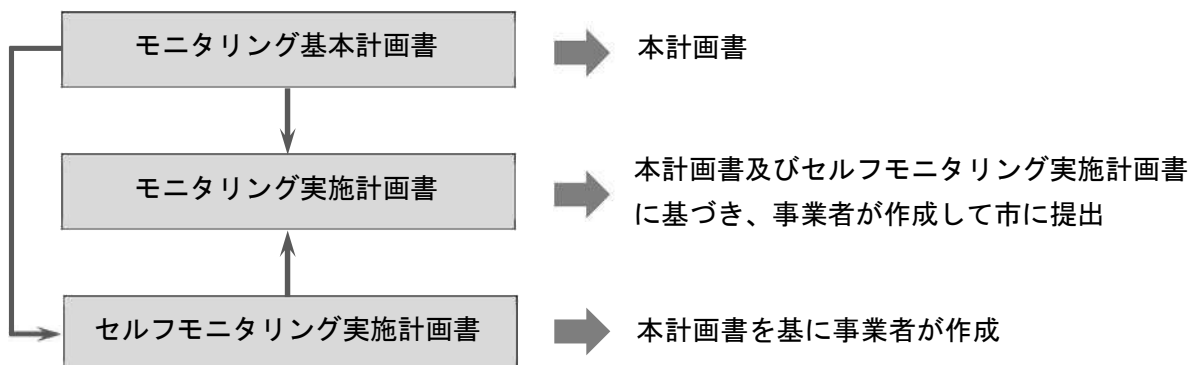 モニタリング基本計画書
本計画書
モニタリング実施計画書
本計画書及びセルフモニタリング実施計画書
に基づき、事業者が作成して市に提出
セルフモニタリング実施計画書
本計画書を基に事業者が作成